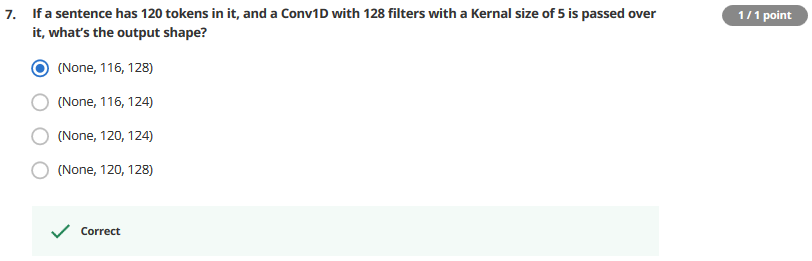 7. If a sentence has 120 tokens in it, and a Conv1D with 128 filters with a Kernal size of 5 is passed over
it, what's the output shape?
1 / 1 point
(None, 116, 128)
(None, 116, 124)
(None, 120, 124)
(None, 120, 128)
Correct